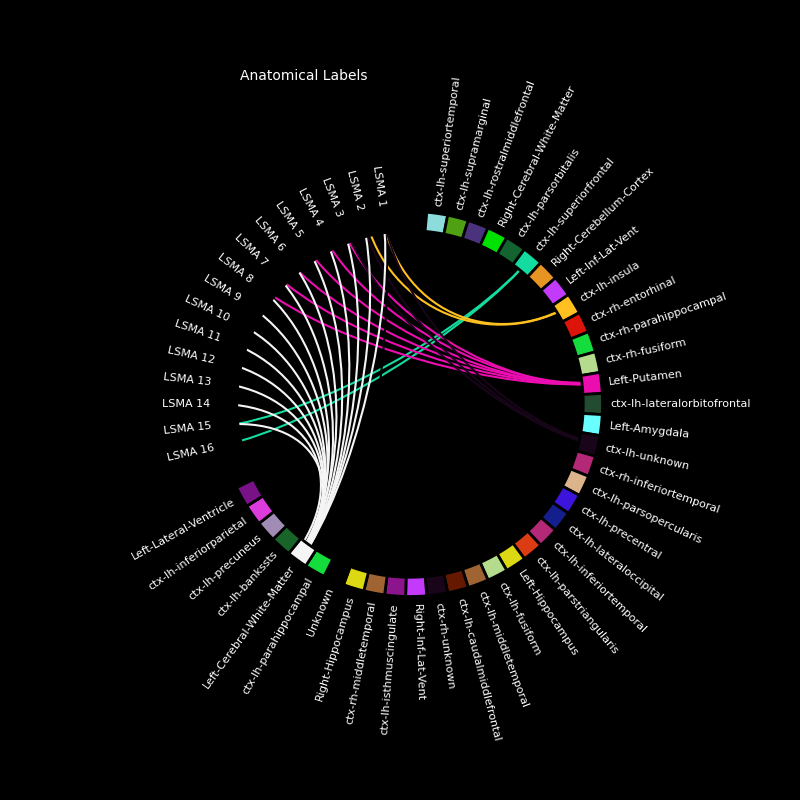 Anatomical Labels
ctx-lh-superiortemporal
ctx-lh-supramarginal
ctx-lh-rostralmiddlefrontal
Right-Cerebral-White-Matter
ctx-lh-parsorbitalis
ctx-lh-superiorfrontal
Right-Cerebellum-Cortex
Left-Inf-Lat-Vent
ctx-lh-insula
ctx-rh-entorhinal
ctx-rh-parahippocampal
ctx-rh-fusiform
Left-Putamen
ctx-lh-lateralorbitofrontal
Left-Amygdala
ctx-lh-unknown
ctx-rh-inferiortemporal
ctx-lh-parsopercularis
ctx-lh-precentral
ctx-lh-lateraloccipital
ctx-lh-inferiortemporal
ctx-lh-parstriangularis
Left-Hippocampus
ctx-lh-fusiform
ctx-lh-middletemporal
ctx-lh-caudalmiddlefrontal
ctx-rh-unknown
Right-Inf-Lat-Vent
ctx-lh-isthmuscingulate
ctx-rh-middletemporal
Right-Hippocampus
Unknown
ctx-lh-parahippocampal
Left-Cerebral-White-Matter
ctx-lh-bankssts
ctx-lh-precuneus
ctx-lh-inferiorparietal
Left-Lateral-Ventricle
LSMA 16
LSMA 15
LSMA 14
LSMA 13
LSMA 12
LSMA 11
LSMA 10
LSMA 9
LSMA 8
LSMA 7
LSMA 6
LSMA 5
LSMA 4
LSMA 3
LSMA 2
LSMA 1